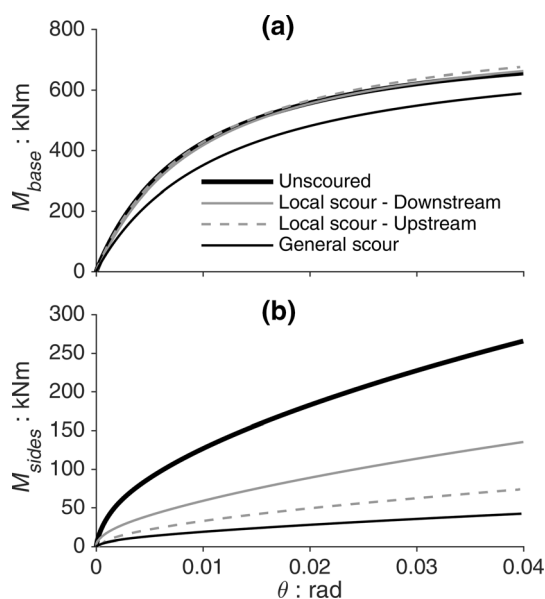 (a)
800
600
400
200
0
M_base : kNm
Unscoured
Local scour - Downstream
Local scour - Upstream
General scour
(b)
300
250
200
150
100
50
0
M_sides : kNm
0 0.01 0.02 0.03 0.04
θ : rad